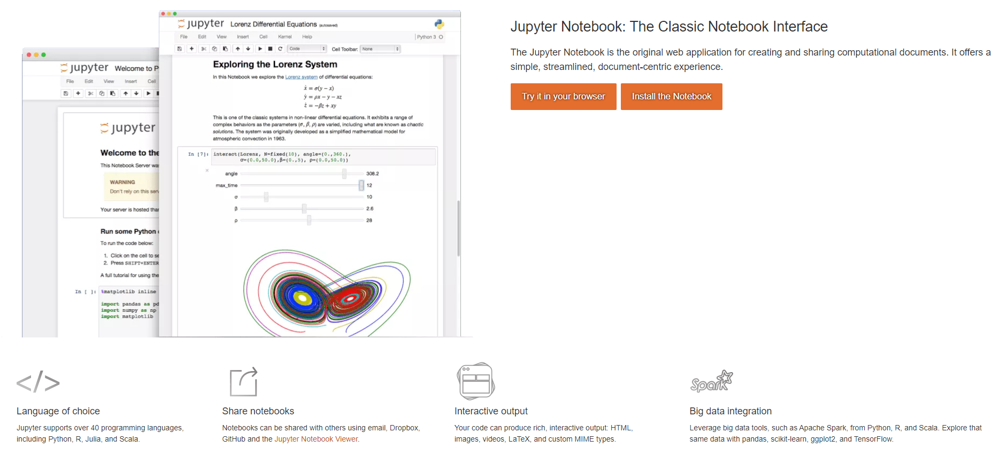 jupyter Welcome to P
File Edit View Insert Cell
jupyter
Welcome to the
This Notebook Server was
WARNING
Don't rely on this serv
Your server is hosted than
Run some Python
To run the code below:
1. Click on the cell to se
2. Press SHIFT+ENTER
A full tutorial for using the
In [ ]: %matplotlib inline
import pandas as pd
import numpy as np
import matplotlib
jupyter Lorenz Differential Equations (autosaved)
File Edit View Insert Cell Kernel Help Python 3
Code Cell Toolbar: None
Exploring the Lorenz System
In this Notebook we explore the Lorenz system of differential equations:
ẋ = σ(y − x)
ẏ = ρx − y − xz
ż = −βz + xy
This is one of the classic systems in non-linear differential equations. It exhibits a range of
complex behaviors as the parameters (σ, β, ρ) are varied, including what are known as chaotic
solutions. The system was originally developed as a simplified mathematical model for
atmospheric convection in 1963.
In [7]: interact(Lorenz, N=fixed(10), angle=(0.,360.),
σ=(0.0,50.0),β=(0.,5), ρ=(0.0,50.0))
angle 308.2
max_time 12
σ 10
β 2.6
ρ 28
Jupyter Notebook: The Classic Notebook Interface
The Jupyter Notebook is the original web application for creating and sharing computational documents. It offers a
simple, streamlined, document-centric experience.
Try it in your browser Install the Notebook
</>
Language of choice
Jupyter supports over 40 programming languages,
including Python, R, Julia, and Scala.
Share notebooks
Notebooks can be shared with others using email, Dropbox,
GitHub and the Jupyter Notebook Viewer.
Interactive output
Your code can produce rich, interactive output: HTML,
images, videos, LaTeX, and custom MIME types.
Spark
Big data integration
Leverage big data tools, such as Apache Spark, from Python, R, and Scala. Explore that
same data with pandas, scikit-learn, ggplot2, and TensorFlow.